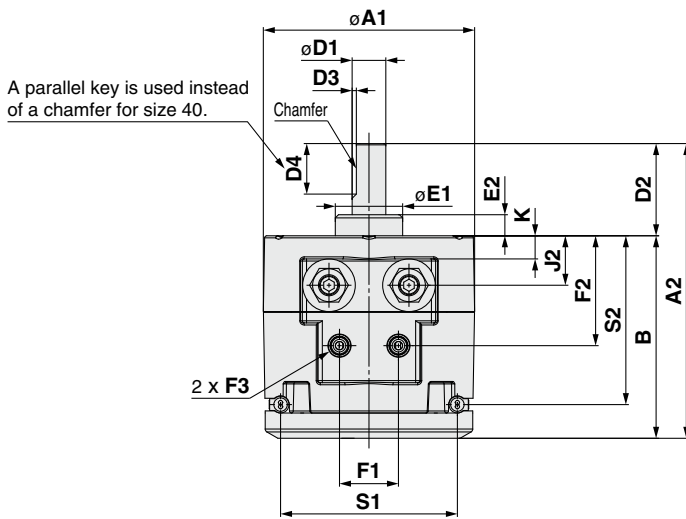 øA1
øD1
D3
A parallel key is used instead
of a chamfer for size 40.
Chamfer
D4
øE1
E2
K
D2
J2
F2
S2
B
A2
2 x F3
F1
S1